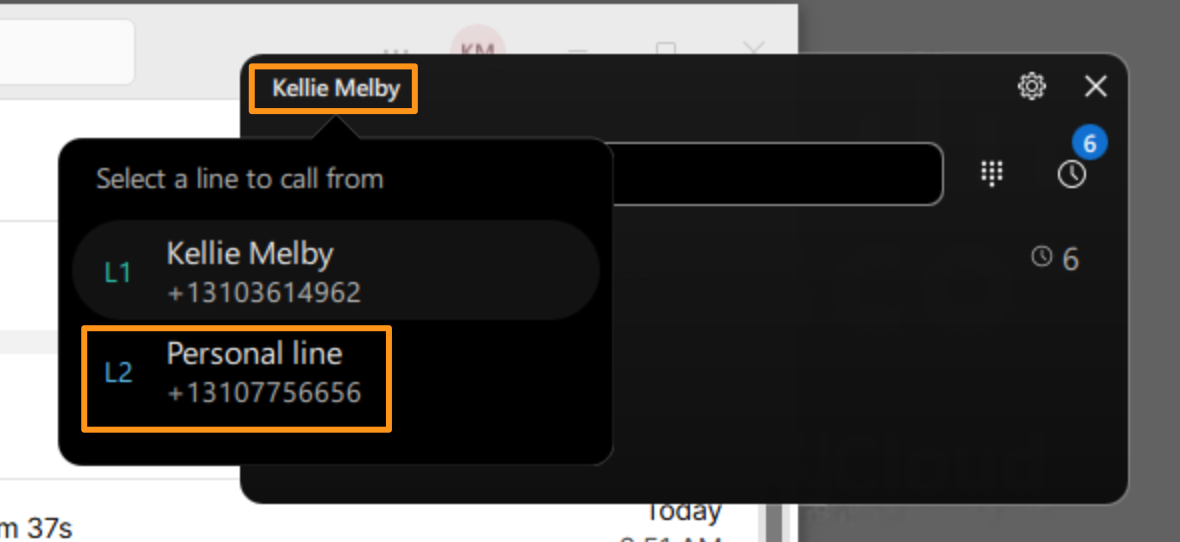 KM
Kellie Melby
6
Select a line to call from
L1
Kellie Melby
+13103614962
6
L2
Personal line
+13107756656
m 37s
Today